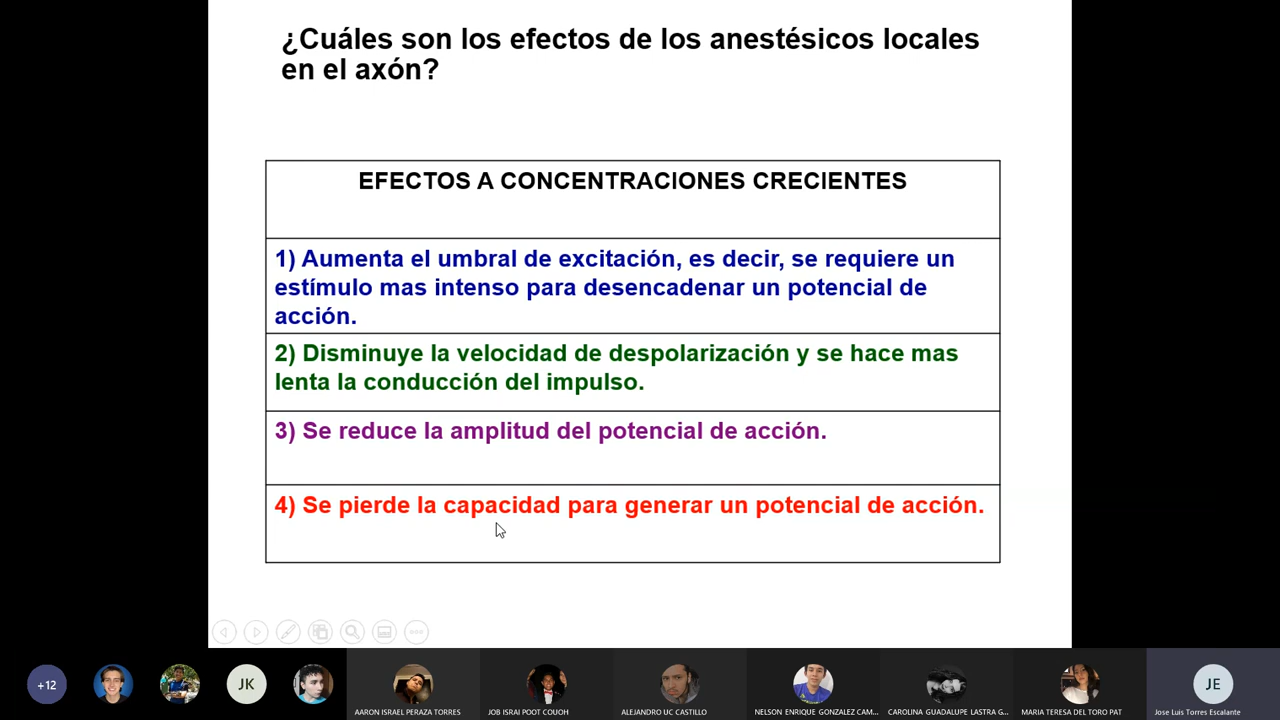 ¿Cuáles son los efectos de los anestésicos locales
en el axón?
EFECTOS A CONCENTRACIONES CRECIENTES
1) Aumenta el umbral de excitación, es decir, se requiere un
estímulo mas intenso para desencadenar un potencial de
acción.
2) Disminuye la velocidad de despolarización y se hace mas
lenta la conducción del impulso.
3) Se reduce la amplitud del potencial de acción.
4) Se pierde la capacidad para generar un potencial de acción.
+12
JK
JE
AARON ISRAEL PERAZA TORRES
JOB ISRAI POOT COUOH
ALEJANDRO UC CASTILLO
NELSON ENRIQUE GONZALEZ CAM...
CAROLINA GUADALUPE LASTRA G...
MARIA TERESA DEL TORO PAT
Jose Luis Torres Escalante